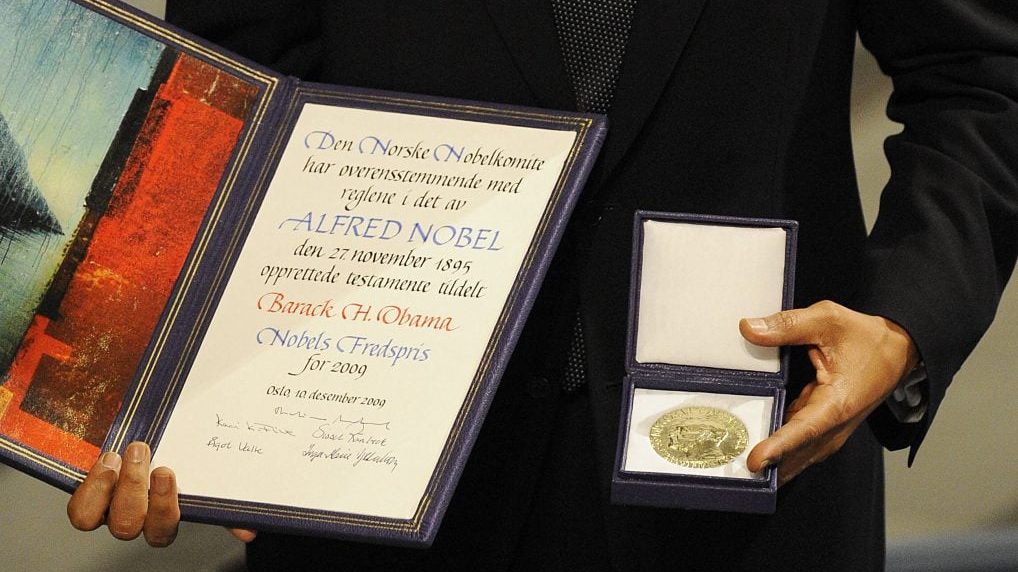 Den Norske Nobelkomite
har overensstemmende med
reglene i det av
ALFRED NOBEL
den 27. november 1895
opprettede testamente tildelt
Barack H. Obama
Nobels Fredspris
for 2009
Oslo, 10. desember 2009